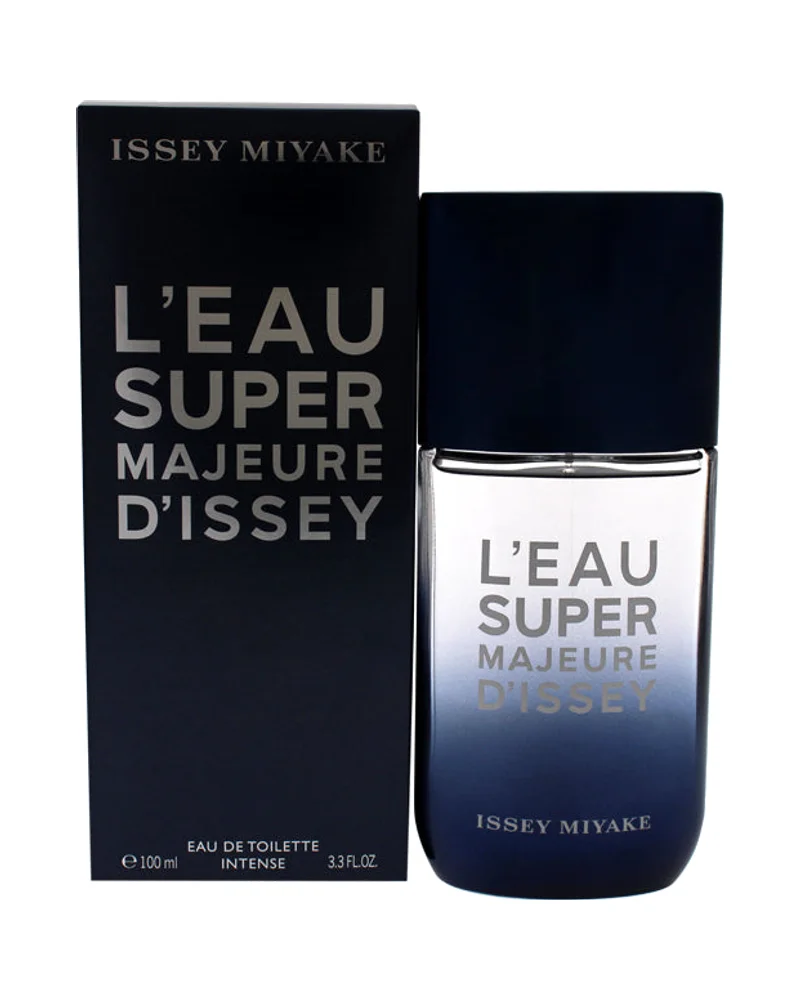 ISSEY MIYAKE
L'EAU
SUPER
MAJEURE
D'ISSEY
EAU DE TOILETTE
℮ 100 ml INTENSE 3.3 FL.OZ.
L'EAU
SUPER
MAJEURE
D'ISSEY
ISSEY MIYAKE